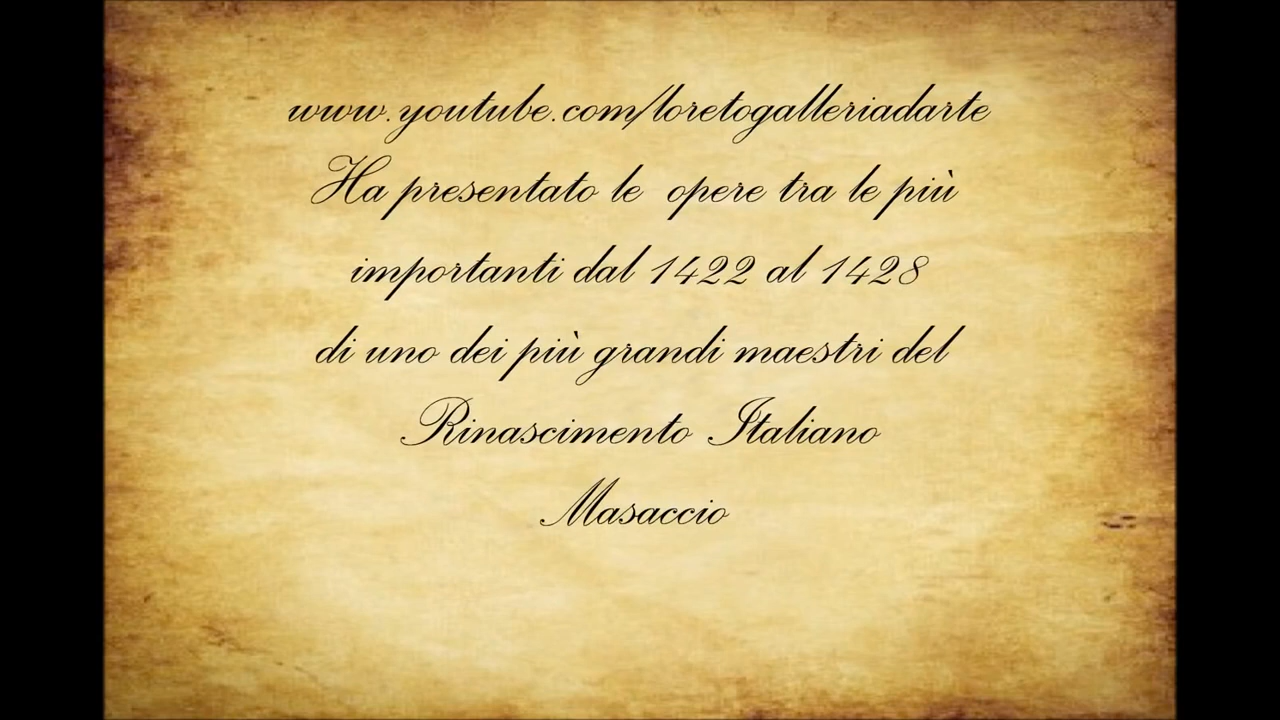 www.youtube.com/loretogalleriadarte
Ha presentato le opere tra le più
importanti dal 1422 al 1428
di uno dei più grandi maestri del
Rinascimento Italiano
Masaccio